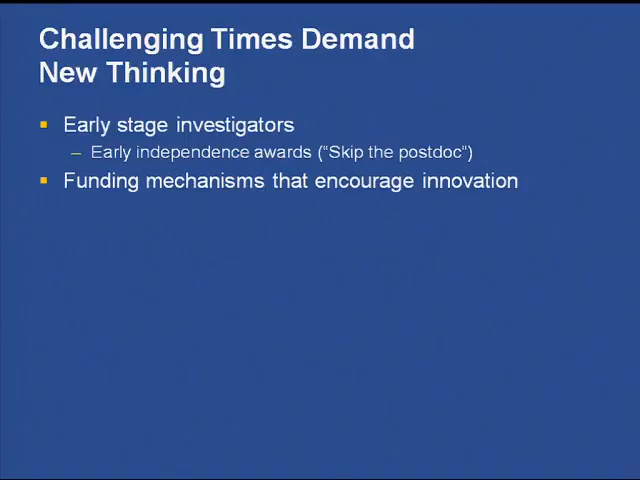 Challenging Times Demand
New Thinking
▪ Early stage investigators
– Early independence awards (“Skip the postdoc”)
▪ Funding mechanisms that encourage innovation